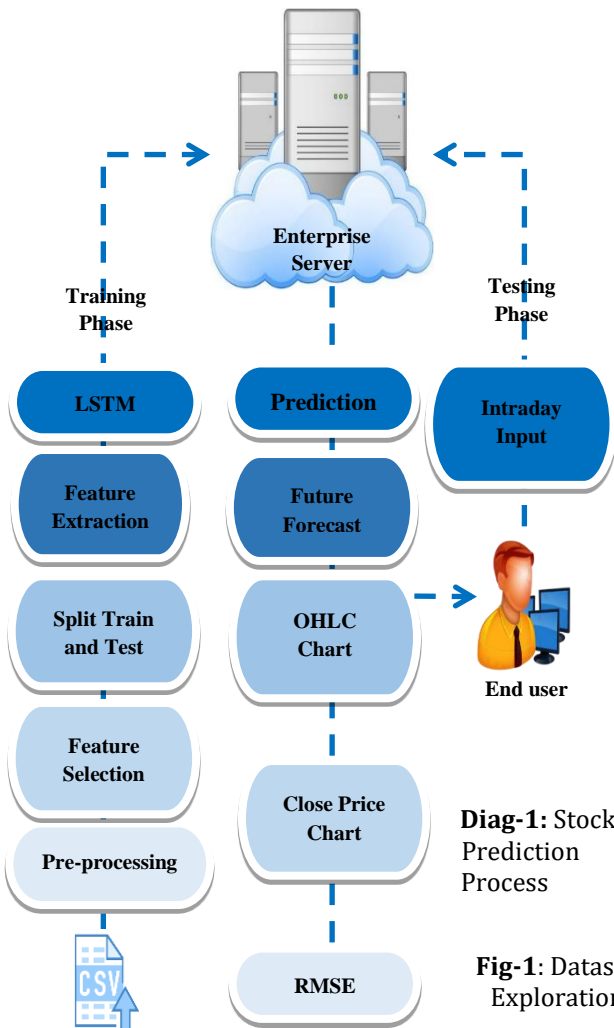 Enterprise
Server
Training
Phase
Testing
Phase
LSTM
Feature
Extraction
Split Train
and Test
Feature
Selection
Pre-processing
CSV
Prediction
Future
Forecast
OHLC
Chart
Close Price
Chart
RMSE
Intraday
Input
End user
Diag-1: Stock
Prediction
Process
Fig-1: Datas
Exploration